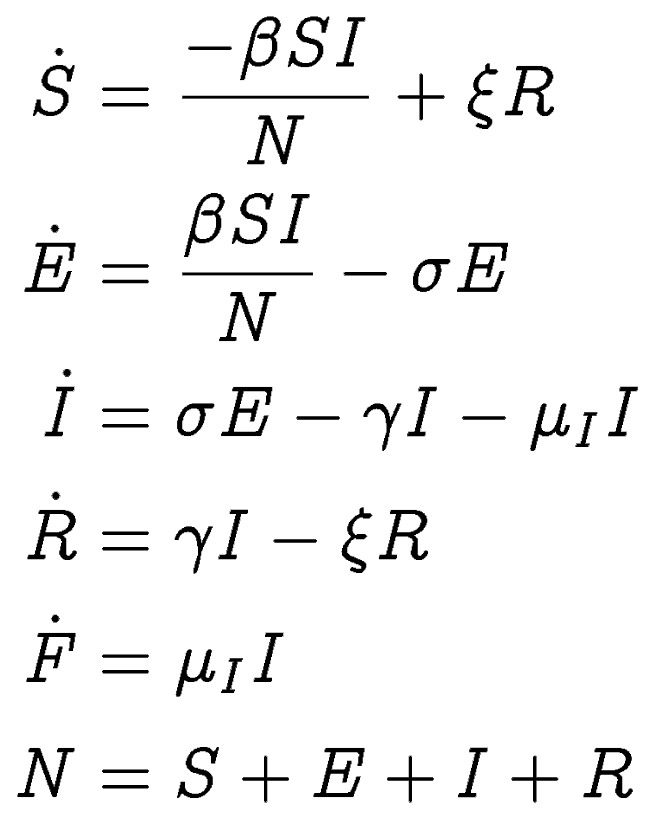 Ṡ = −βSI/N + ξR
Ė = βSI/N − σE
İ = σE − γI − μ_I I
Ṙ = γI − ξR
Ḟ = μ_I I
N = S + E + I + R